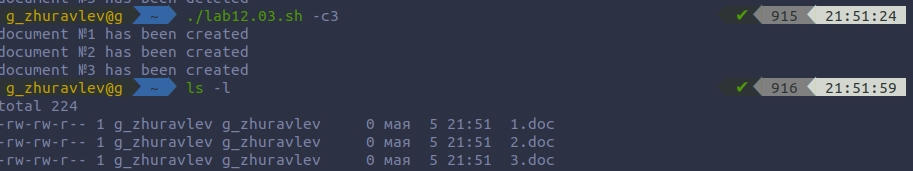 document №3 has been deleted
g_zhuravlev@g ~ ./lab12.03.sh -c3 ✔ 915 21:51:24
document №1 has been created
document №2 has been created
document №3 has been created
g_zhuravlev@g ~ ls -l ✔ 916 21:51:59
total 224
-rw-rw-r-- 1 g_zhuravlev g_zhuravlev 0 мая 5 21:51 1.doc
-rw-rw-r-- 1 g_zhuravlev g_zhuravlev 0 мая 5 21:51 2.doc
-rw-rw-r-- 1 g_zhuravlev g_zhuravlev 0 мая 5 21:51 3.doc